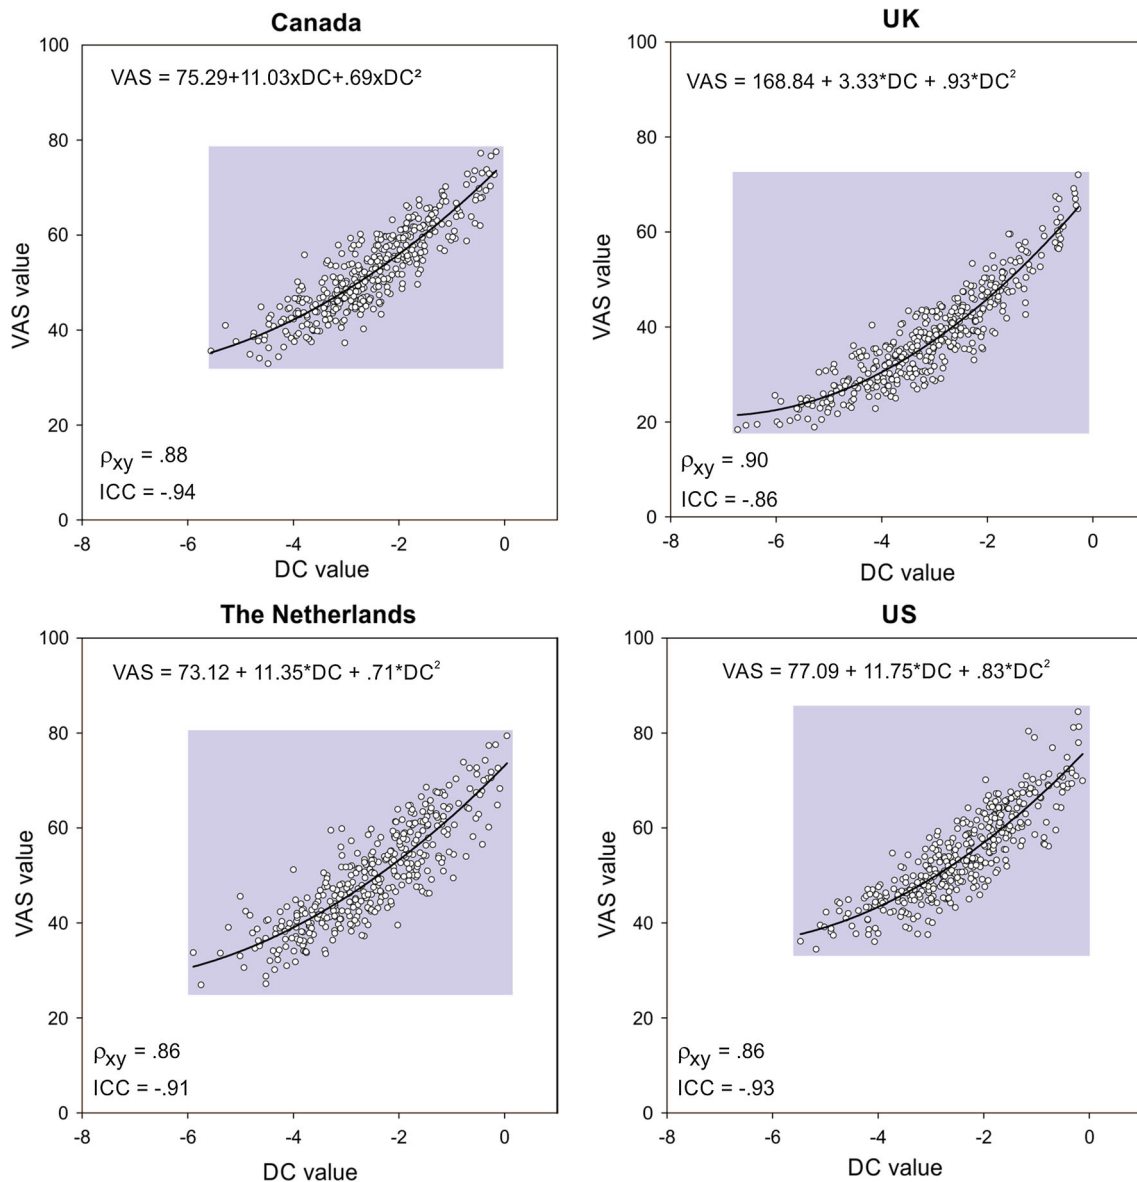 Canada
VAS = 75.29+11.03xDC+.69xDC²
100
80
60
40
20
0
VAS value
ρxy = .88
ICC = -.94
-8 -6 -4 -2 0
DC value
UK
VAS = 168.84 + 3.33*DC + .93*DC²
100
80
60
40
20
0
VAS value
ρxy = .90
ICC = -.86
-8 -6 -4 -2 0
DC value
The Netherlands
VAS = 73.12 + 11.35*DC + .71*DC²
100
80
60
40
20
0
VAS value
ρxy = .86
ICC = -.91
-8 -6 -4 -2 0
DC value
US
VAS = 77.09 + 11.75*DC + .83*DC²
100
80
60
40
20
0
VAS value
ρxy = .86
ICC = -.93
-8 -6 -4 -2 0
DC value